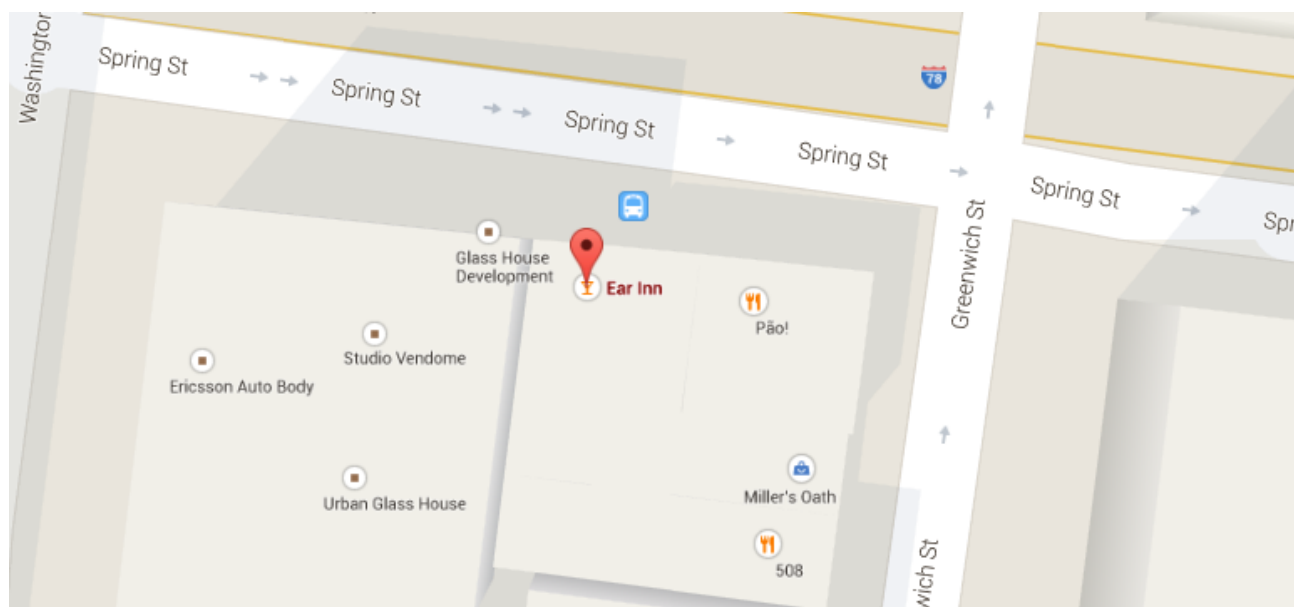 Washington
Spring St
Spring St
Spring St
Spring St
Spring St
Spr
78
Greenwich St
Glass House
Development
Ear Inn
Pão!
Studio Vendome
Ericsson Auto Body
Urban Glass House
Miller's Oath
508
wich St